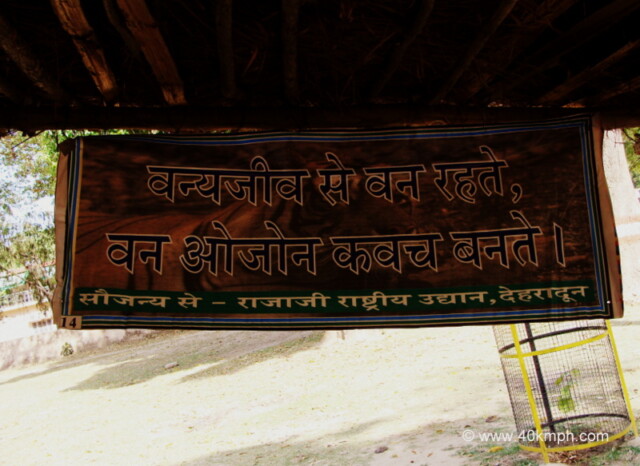 वन्यजीव से वन रहते,
वन ओजोन कवच बनते।
सौजन्य से – राजाजी राष्ट्रीय उद्यान, देहरादून
14
© www.40kmph.com